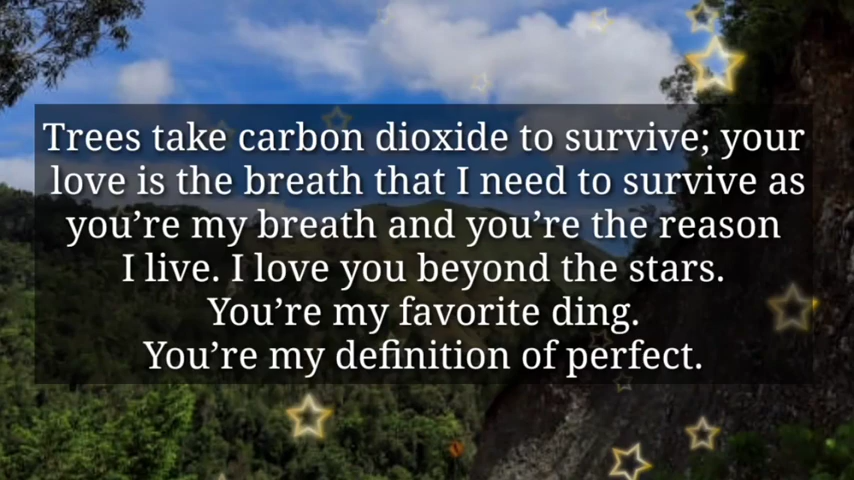 Trees take carbon dioxide to survive; your
love is the breath that I need to survive as
you’re my breath and you’re the reason
I live. I love you beyond the stars.
You’re my favorite ding.
You’re my definition of perfect.